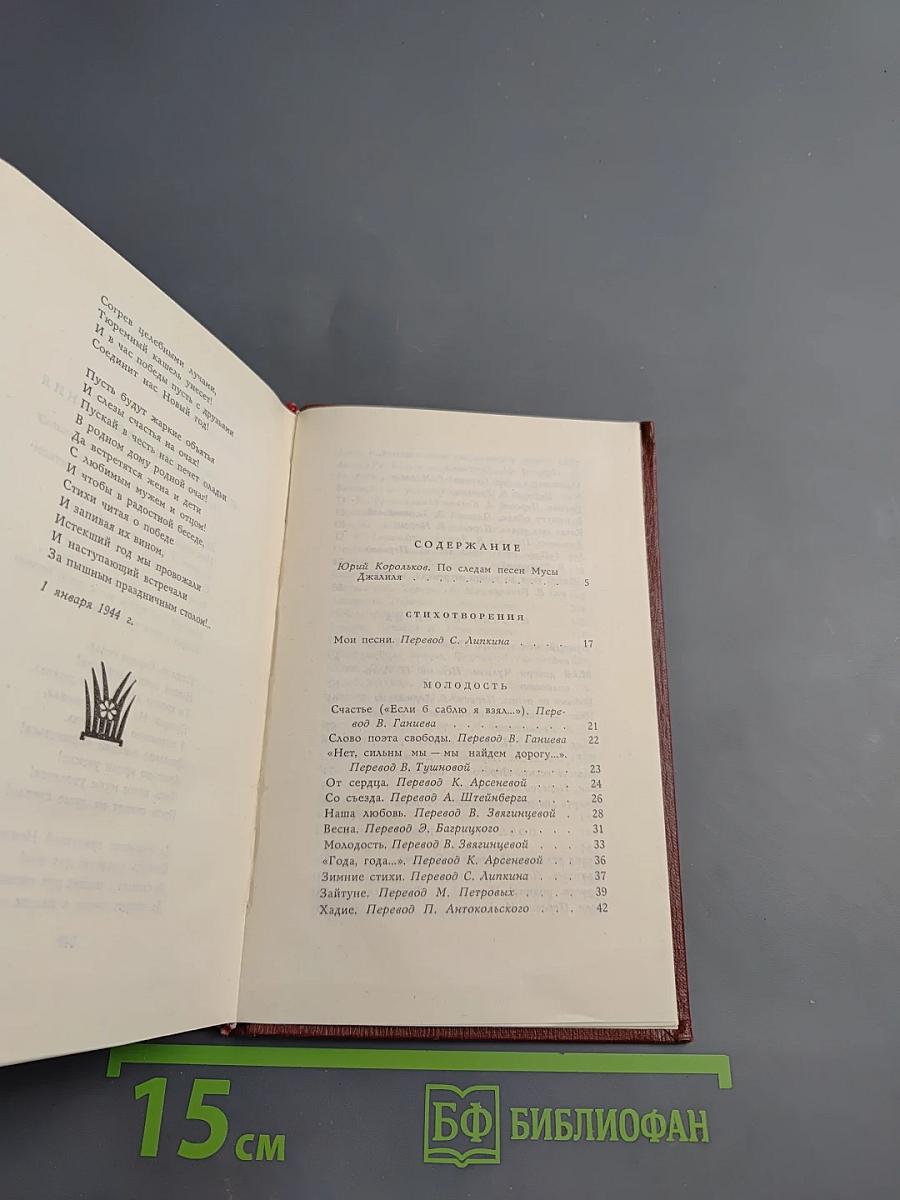 Согрев целебными лучами,
Тюремный кашель унесет!
И в час победы пусть с друзьями
Соединит нас Новый год!
Пусть будут жаркие объятья
И слезы счастья на очах!
Пускай в честь нас печет оладьи
В родном дому родной очаг!
Да встретятся жена и дети
С любимым мужем и отцом!
И чтобы в радостной беседе,
Стихи читая о победе
И запивая их вином,
Истекший год мы провожали
И наступающий встречали
За пышным праздничным столом!..
1 января 1944 г.
СОДЕРЖАНИЕ
Юрий Корольков. По следам песен Мусы
Джалиля . . . . . . . . . . . 5
СТИХОТВОРЕНИЯ
Мои песни. Перевод С. Липкина . . . . 17
МОЛОДОСТЬ
Счастье («Если б саблю я взял...»). Пере-
вод В. Ганиева . . . . . . . . 21
Слово поэта свободы. Перевод В. Ганиева 22
«Нет, сильны мы — мы найдем дорогу...».
Перевод В. Тушновой . . . . . . 23
От сердца. Перевод К. Арсеневой . . . 24
Со съезда. Перевод А. Штейнберга . . . 26
Наша любовь. Перевод В. Звягинцевой . 28
Весна. Перевод Э. Багрицкого . . . . . 31
Молодость. Перевод В. Звягинцевой . . 33
«Года, года...». Перевод К. Арсеневой . . 36
Зимние стихи. Перевод С. Липкина . . . 37
Зайтуне. Перевод М. Петровых . . . . 39
Хадие. Перевод П. Антокольского . . . 42
15 см
БФ БИБЛИОФАН